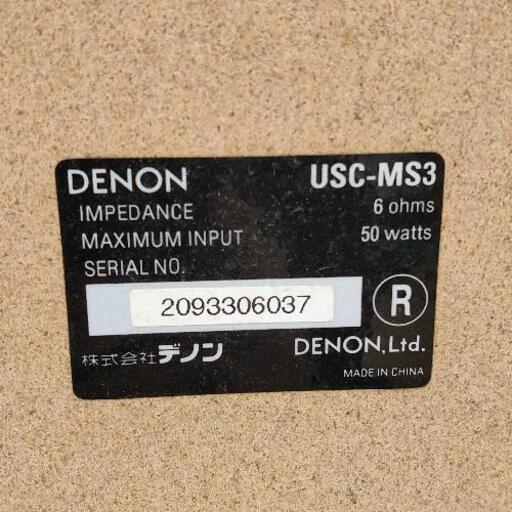 DENON USC-MS3
IMPEDANCE 6 ohms
MAXIMUM INPUT 50 watts
SERIAL NO.
2093306037 R
株式会社デノン DENON,Ltd.
MADE IN CHINA